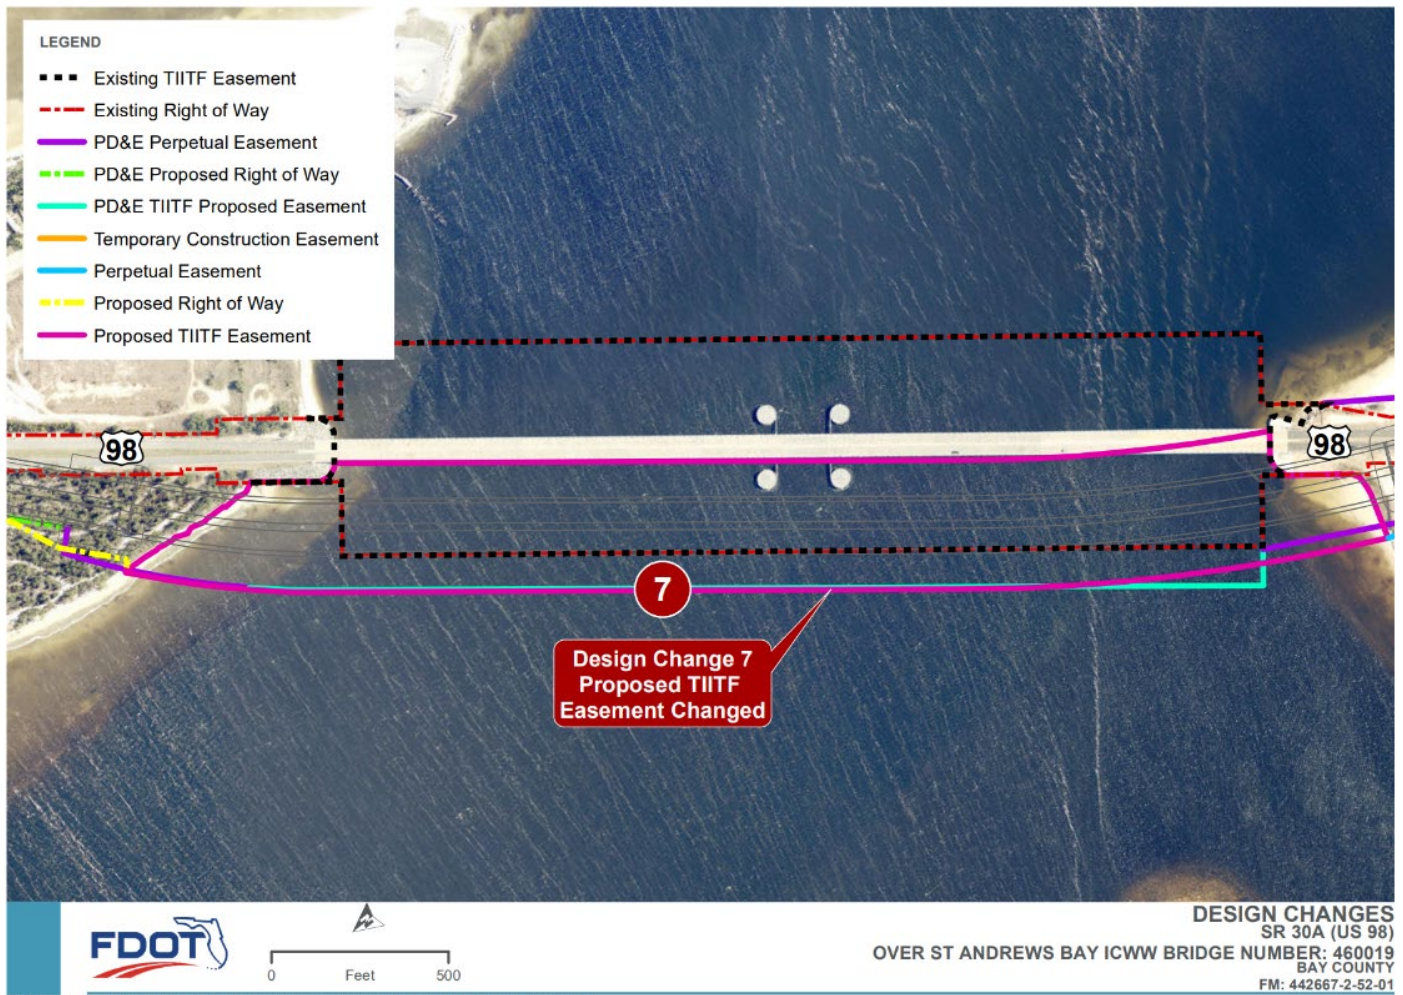 LEGEND
Existing TIITF Easement
Existing Right of Way
PD&E Perpetual Easement
PD&E Proposed Right of Way
PD&E TIITF Proposed Easement
Temporary Construction Easement
Perpetual Easement
Proposed Right of Way
Proposed TIITF Easement
98
98
7
Design Change 7
Proposed TIITF
Easement Changed
FDOT
0 Feet 500
DESIGN CHANGES
SR 30A (US 98)
OVER ST ANDREWS BAY ICWW BRIDGE NUMBER: 460019
BAY COUNTY
FM: 442667-2-52-01